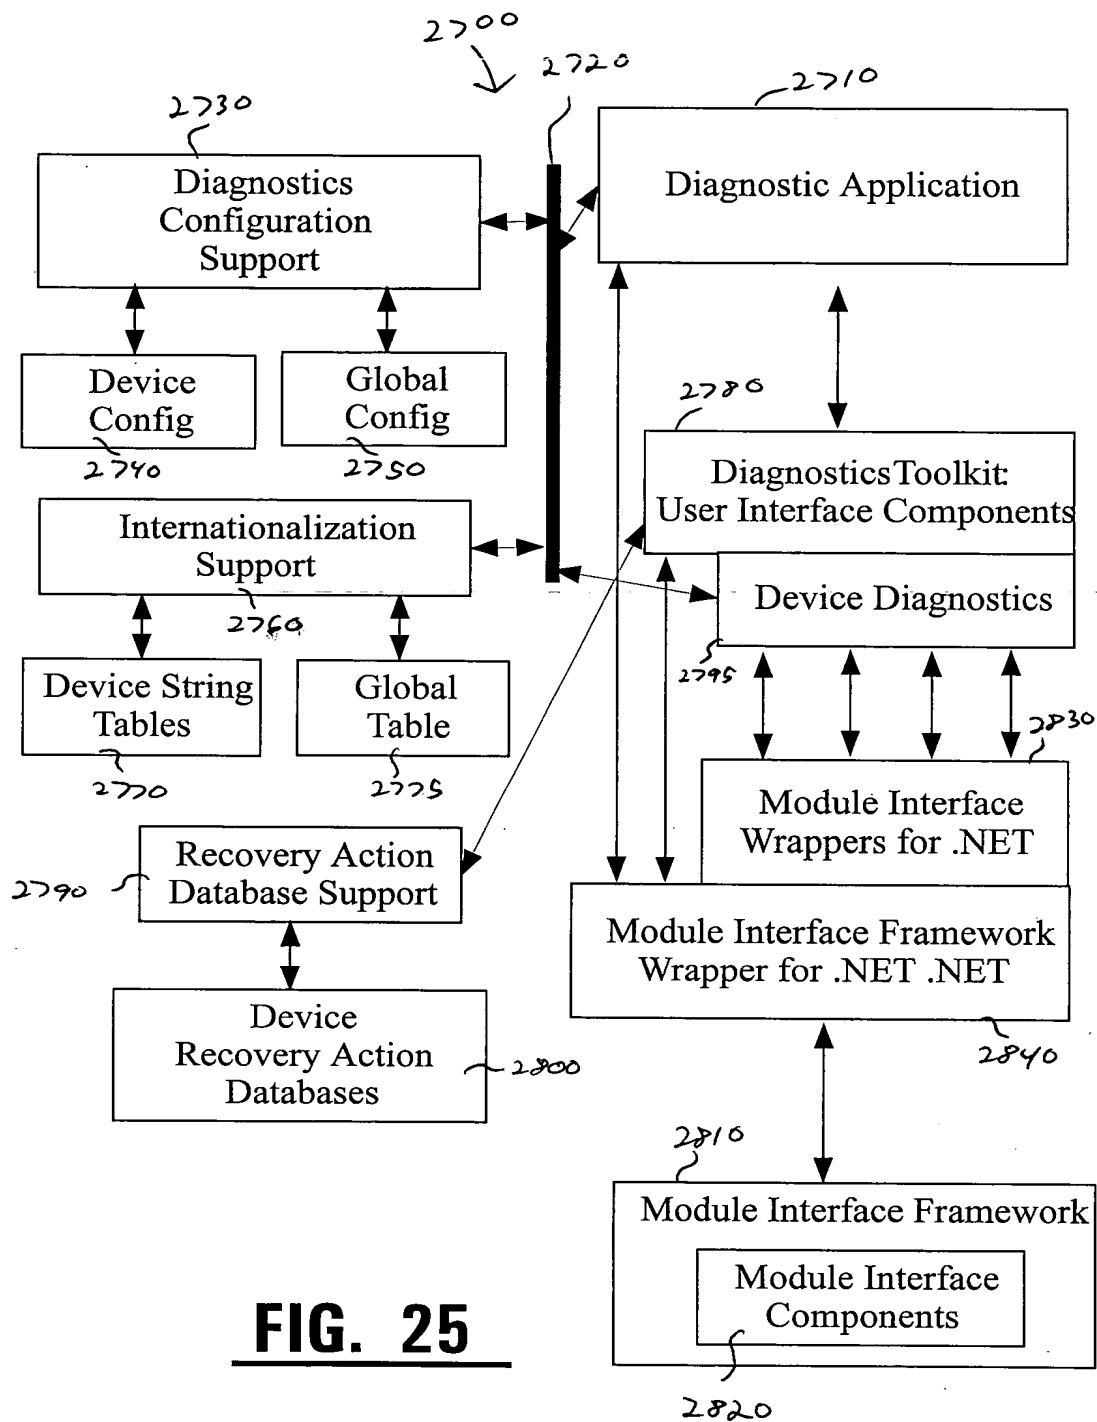 2700
2720
2710
2730
Diagnostics
Configuration
Support
Diagnostic Application
Device
Config
2740
Global
Config
2750
2780
DiagnosticsToolkit:
User Interface Components
Internationalization
Support
2760
Device Diagnostics
2795
Device String
Tables
2770
Global
Table
2775
2830
Module Interface
Wrappers for .NET
Recovery Action
Database Support
2790
Module Interface Framework
Wrapper for .NET .NET
2840
Device
Recovery Action
Databases
2800
2810
Module Interface Framework
Module Interface
Components
2820
FIG. 25